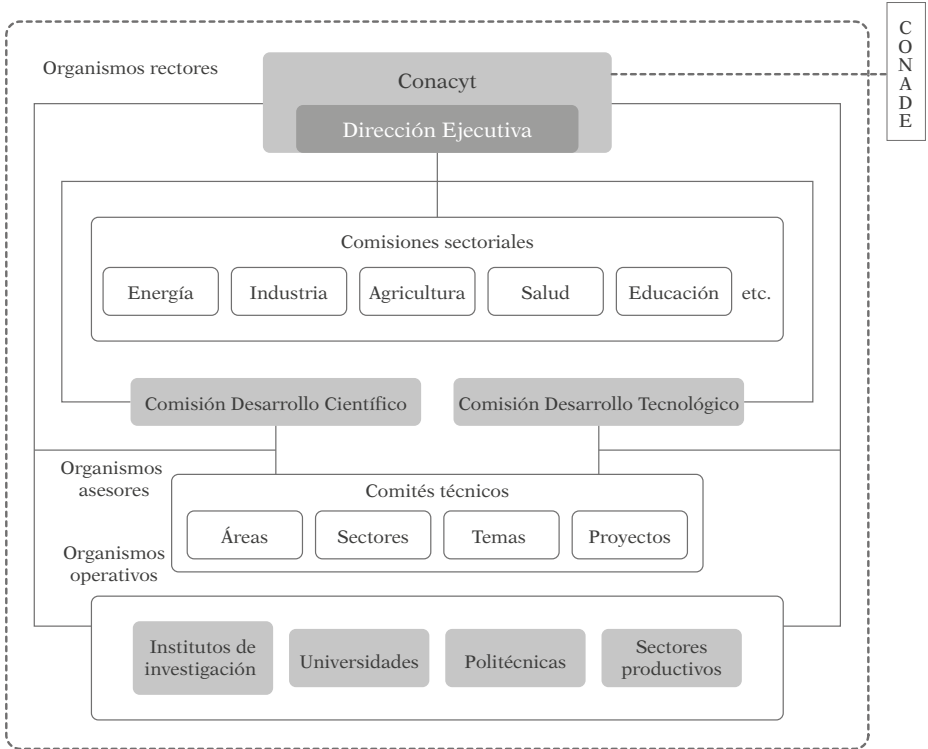 CONADE
Organismos rectores
Conacyt
Dirección Ejecutiva
Comisiones sectoriales
Energía
Industria
Agricultura
Salud
Educación
etc.
Comisión Desarrollo Científico
Comisión Desarrollo Tecnológico
Organismos
asesores
Comités técnicos
Áreas
Sectores
Temas
Proyectos
Organismos
operativos
Institutos de
investigación
Universidades
Politécnicas
Sectores
productivos